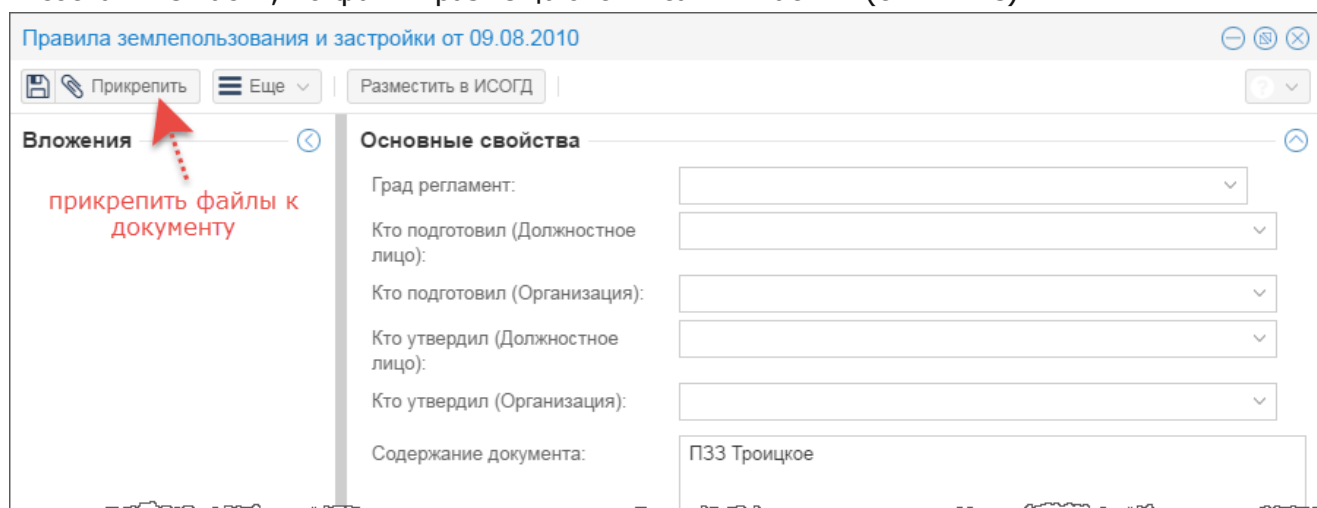 Правила землепользования и застройки от 09.08.2010
Прикрепить Еще Разместить в ИСОГД ?
Вложения
прикрепить файлы к
документу
Основные свойства
Град регламент:
Кто подготовил (Должностное
лицо):
Кто подготовил (Организация):
Кто утвердил (Должностное
лицо):
Кто утвердил (Организация):
Содержание документа: ПЗЗ Троицкое